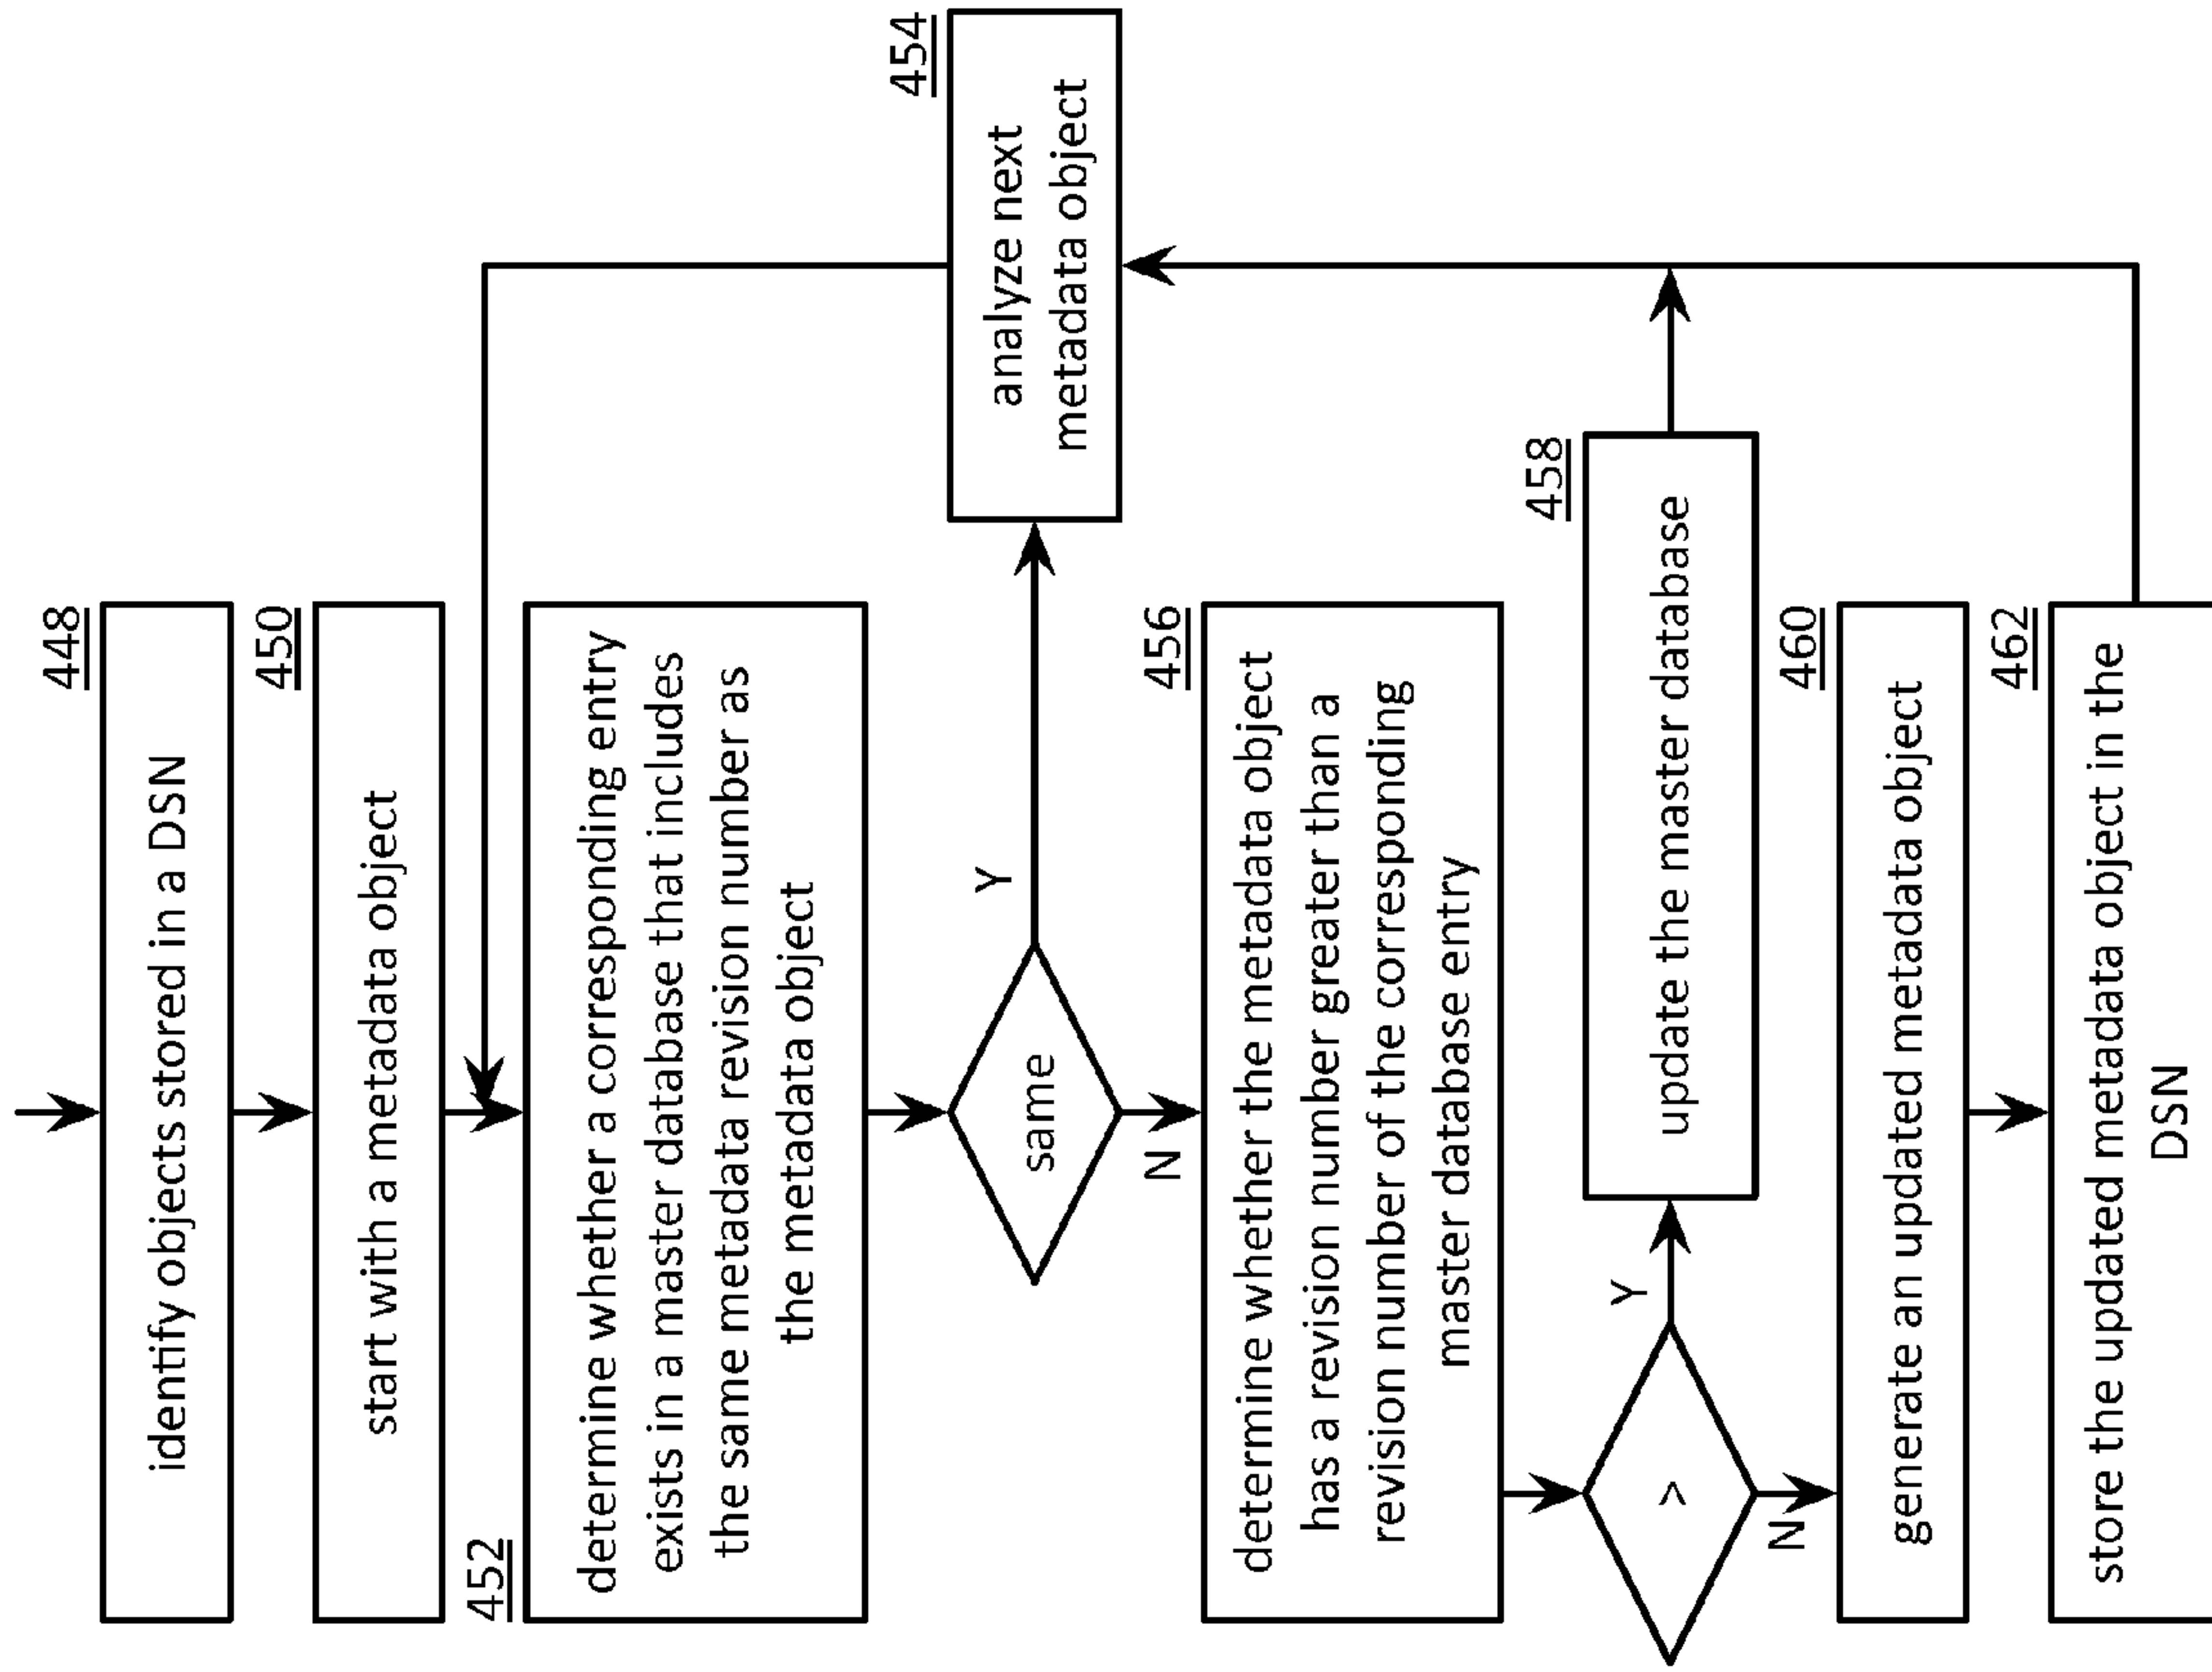 448
identify objects stored in a DSN
450
start with a metadata object
452
determine whether a corresponding entry
exists in a master database that includes
the same metadata revision number as
the metadata object
same
Y
N
454
analyze next
metadata object
456
determine whether the metadata object
has a revision number greater than a
revision number of the corresponding
master database entry
>
Y
N
458
update the master database
460
generate an updated metadata object
462
store the updated metadata object in the
DSN